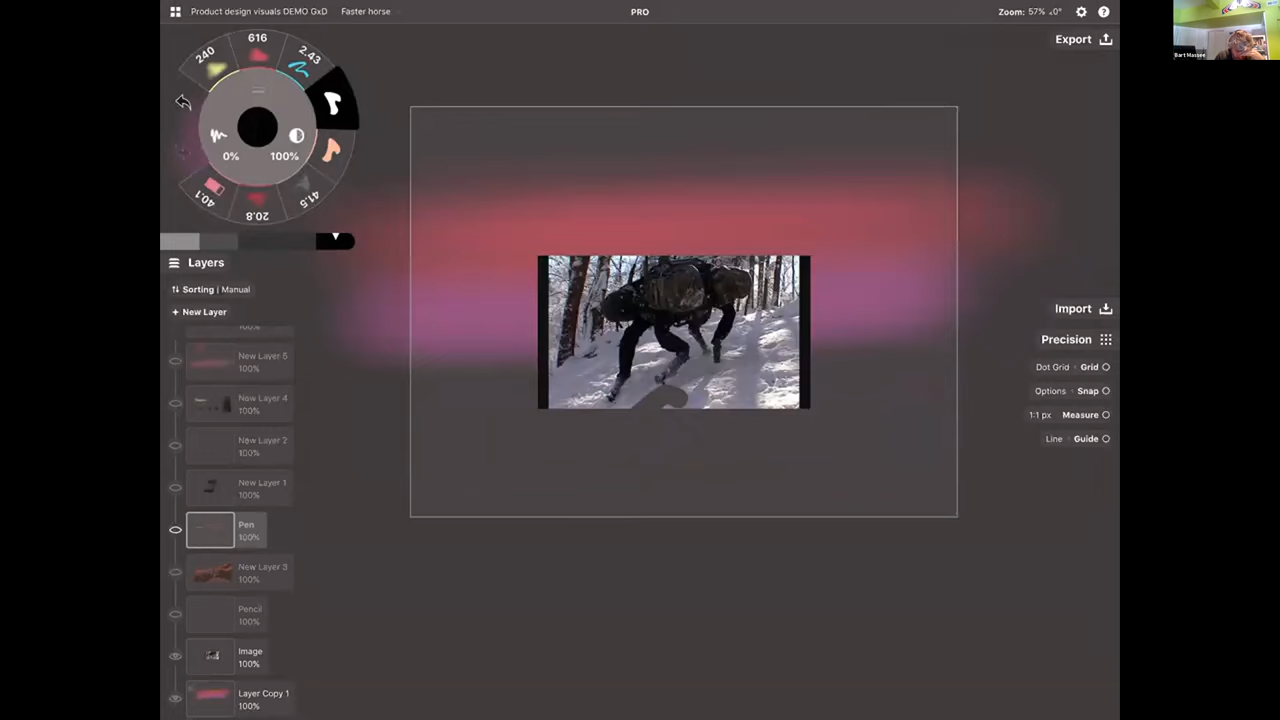 Product design visuals DEMO GxD
Faster horse
PRO
Zoom: 57% ⊿0°
Export
240
616
2.43
0%
100%
40.1
20.8
41.5
Layers
Sorting | Manual
+ New Layer
100%
New Layer 5
100%
New Layer 4
100%
New Layer 2
100%
New Layer 1
100%
Pen
100%
New Layer 3
100%
Pencil
100%
Image
100%
Layer Copy 1
100%
Import
Precision
Dot Grid · Grid
Options · Snap
1:1 px Measure
Line · Guide
Bart Massee